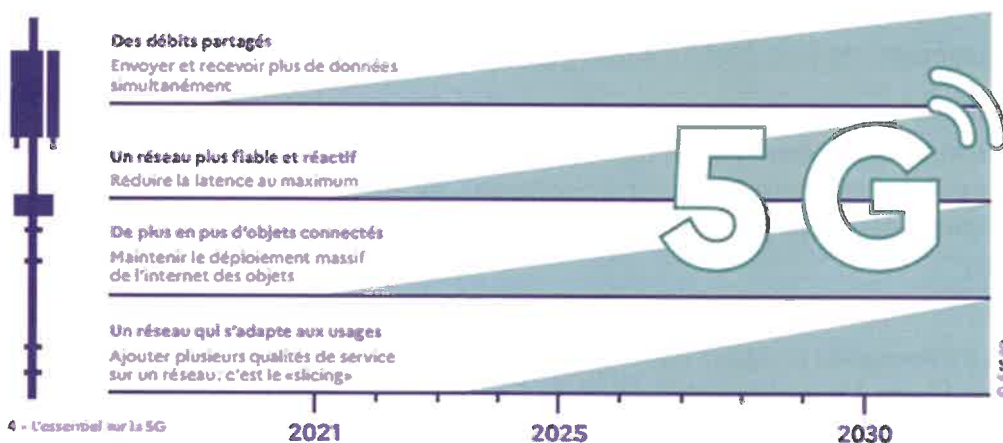 Des débits partagés
Envoyer et recevoir plus de données
simultanément
Un réseau plus fiable et réactif
Réduire la latence au maximum
De plus en pus d'objets connectés
Maintenir le déploiement massif
de l'internet des objets
Un réseau qui s'adapte aux usages
Ajouter plusieurs qualités de service
sur un réseau, c'est le «slicing»
5G
2021 2025 2030
4 - L'essentiel sur la 5G